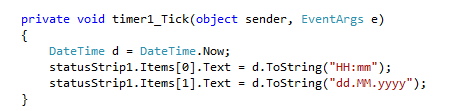 private void timer1_Tick(object sender, EventArgs e)
{
DateTime d = DateTime.Now;
statusStrip1.Items[0].Text = d.ToString("HH:mm");
statusStrip1.Items[1].Text = d.ToString("dd.MM.yyyy");
}